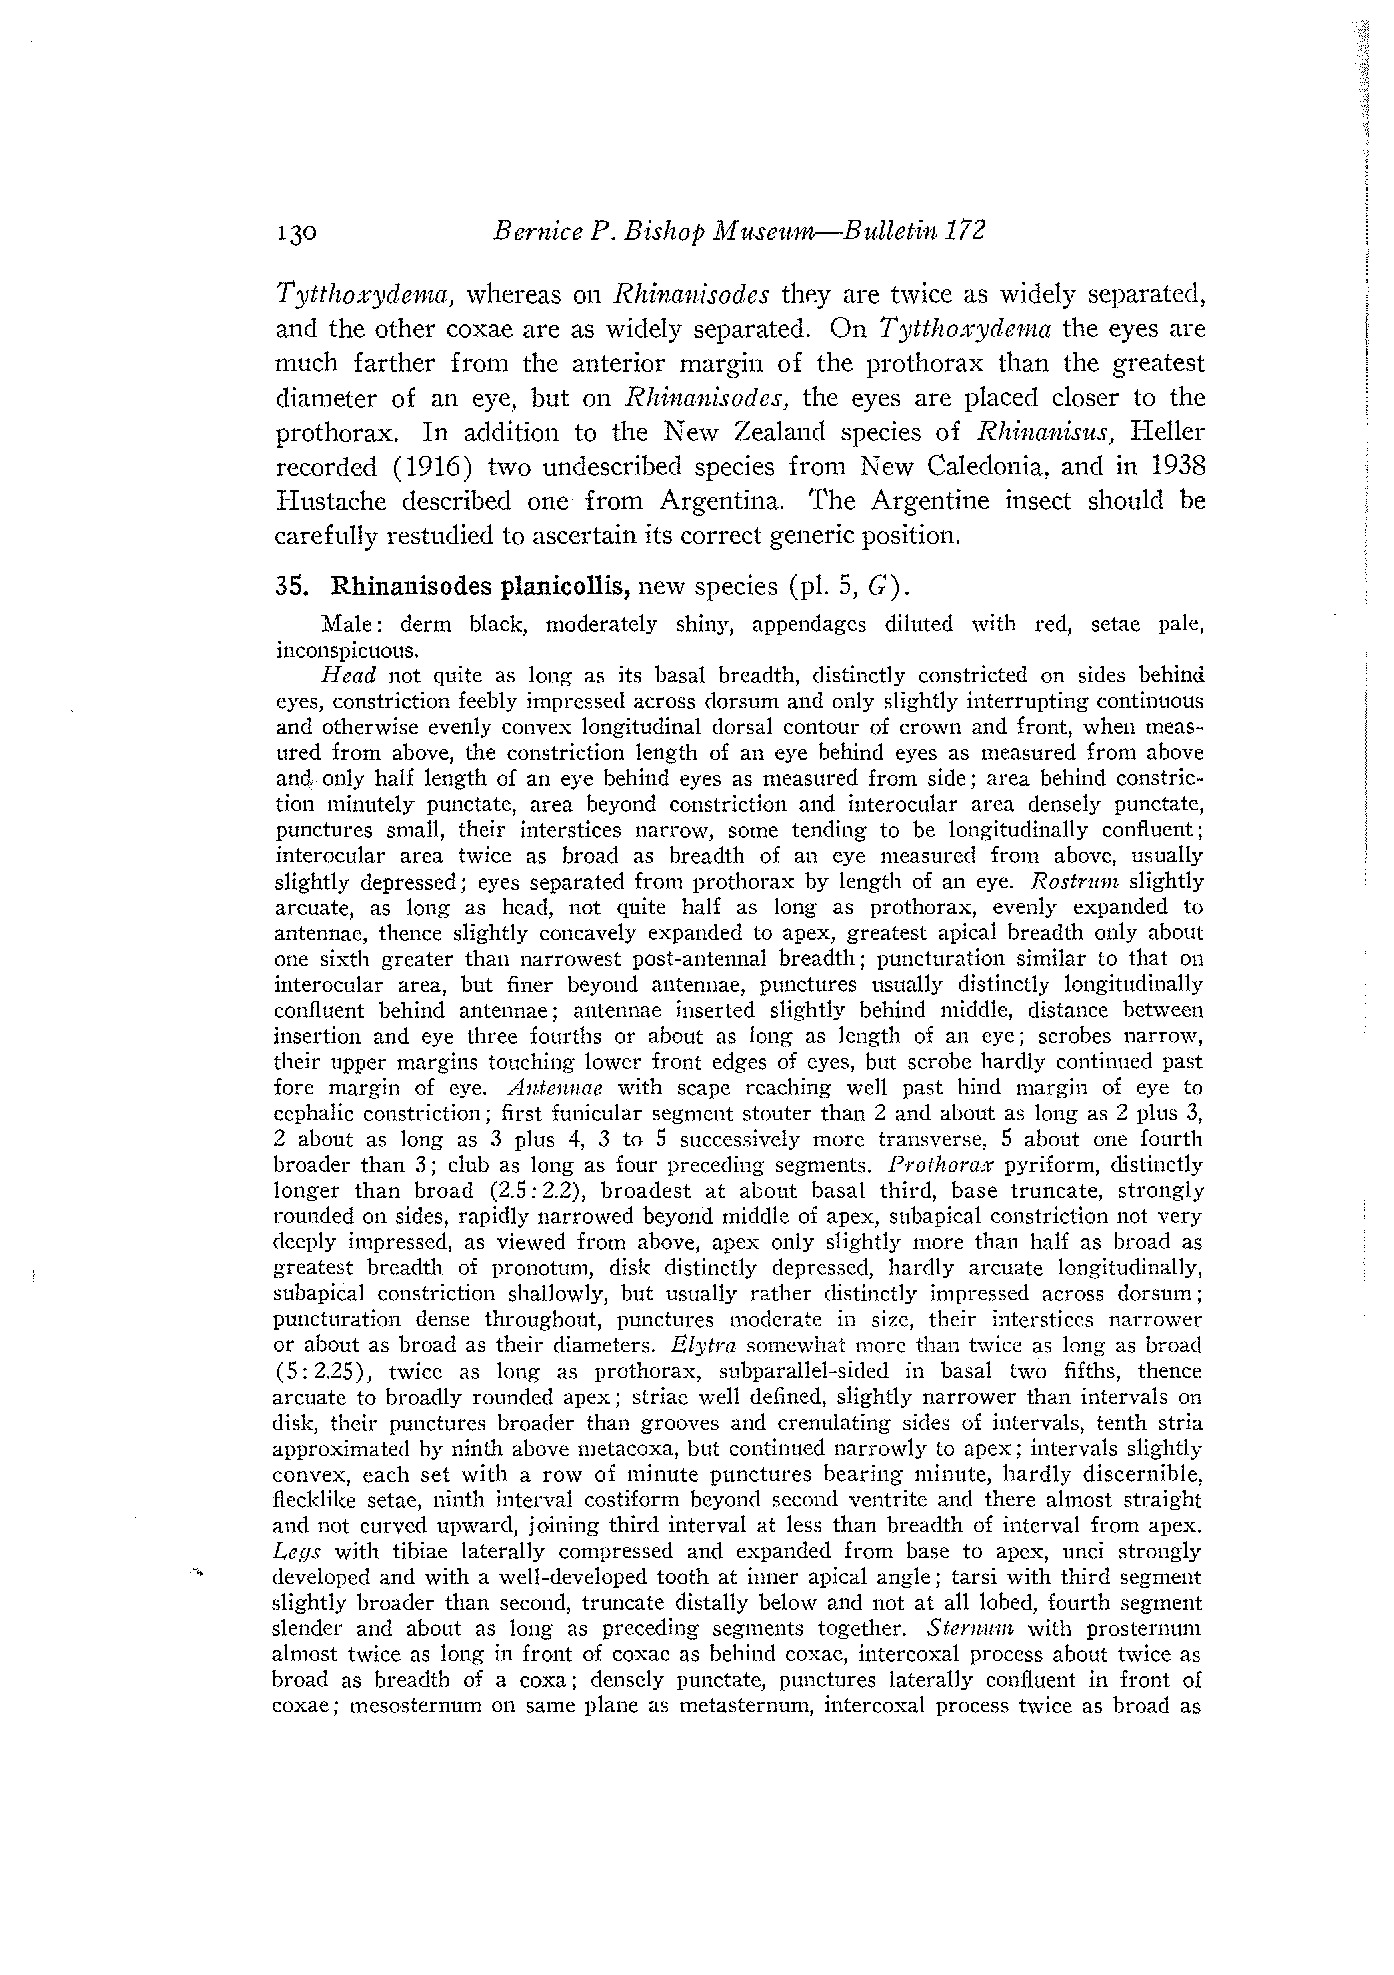 130 Bernice P. Bishop Museum—Bulletin 172
Tytthoxydema, whereas on Rhinanisodes they are twice as widely separated,
and the other coxae are as widely separated. On Tytthoxydema the eyes are
much farther from the anterior margin of the prothorax than the greatest
diameter of an eye, but on Rhinanisodes, the eyes are placed closer to the
prothorax. In addition to the New Zealand species of Rhinanisus, Heller
recorded (1916) two undescribed species from New Caledonia, and in 1938
Hustache described one from Argentina. The Argentine insect should be
carefully restudied to ascertain its correct generic position.
35. Rhinanisodes planicollis, new species (pl. 5, G).
Male: derm black, moderately shiny, appendages diluted with red, setae pale,
inconspicuous.
Head not quite as long as its basal breadth, distinctly constricted on sides behind
eyes, constriction feebly impressed across dorsum and only slightly interrupting continuous
and otherwise evenly convex longitudinal dorsal contour of crown and front, when meas-
ured from above, the constriction length of an eye behind eyes as measured from above
and only half length of an eye behind eyes as measured from side; area behind constric-
tion minutely punctate, area beyond constriction and interocular area densely punctate,
punctures small, their interstices narrow, some tending to be longitudinally confluent;
interocular area twice as broad as breadth of an eye measured from above, usually
slightly depressed; eyes separated from prothorax by length of an eye. Rostrum slightly
arcuate, as long as head, not quite half as long as prothorax, evenly expanded to
antennae, thence slightly concavely expanded to apex, greatest apical breadth only about
one sixth greater than narrowest post-antennal breadth; puncturation similar to that on
interocular area, but finer beyond antennae, punctures usually distinctly longitudinally
confluent behind antennae; antennae inserted slightly behind middle, distance between
insertion and eye three fourths or about as long as length of an eye; scrobes narrow,
their upper margins touching lower front edges of eyes, but scrobe hardly continued past
fore margin of eye. Antennae with scape reaching well past hind margin of eye to
cephalic constriction; first funicular segment stouter than 2 and about as long as 2 plus 3,
2 about as long as 3 plus 4, 3 to 5 successively more transverse, 5 about one fourth
broader than 3; club as long as four preceding segments. Prothorax pyriform, distinctly
longer than broad (2.5:2.2), broadest at about basal third, base truncate, strongly
rounded on sides, rapidly narrowed beyond middle of apex, subapical constriction not very
deeply impressed, as viewed from above, apex only slightly more than half as broad as
greatest breadth of pronotum, disk distinctly depressed, hardly arcuate longitudinally,
subapical constriction shallowly, but usually rather distinctly impressed across dorsum;
puncturation dense throughout, punctures moderate in size, their interstices narrower
or about as broad as their diameters. Elytra somewhat more than twice as long as broad
(5:2.25), twice as long as prothorax, subparallel-sided in basal two fifths, thence
arcuate to broadly rounded apex; striae well defined, slightly narrower than intervals on
disk, their punctures broader than grooves and crenulating sides of intervals, tenth stria
approximated by ninth above metacoxa, but continued narrowly to apex; intervals slightly
convex, each set with a row of minute punctures bearing minute, hardly discernible,
flecklike setae, ninth interval costiform beyond second ventrite and there almost straight
and not curved upward, joining third interval at less than breadth of interval from apex.
Legs with tibiae laterally compressed and expanded from base to apex, unci strongly
developed and with a well-developed tooth at inner apical angle; tarsi with third segment
slightly broader than second, truncate distally below and not at all lobed, fourth segment
slender and about as long as preceding segments together. Sternum with prosternum
almost twice as long in front of coxae as behind coxae, intercoxal process about twice as
broad as breadth of a coxa; densely punctate, punctures laterally confluent in front of
coxae; mesosternum on same plane as metasternum, intercoxal process twice as broad as